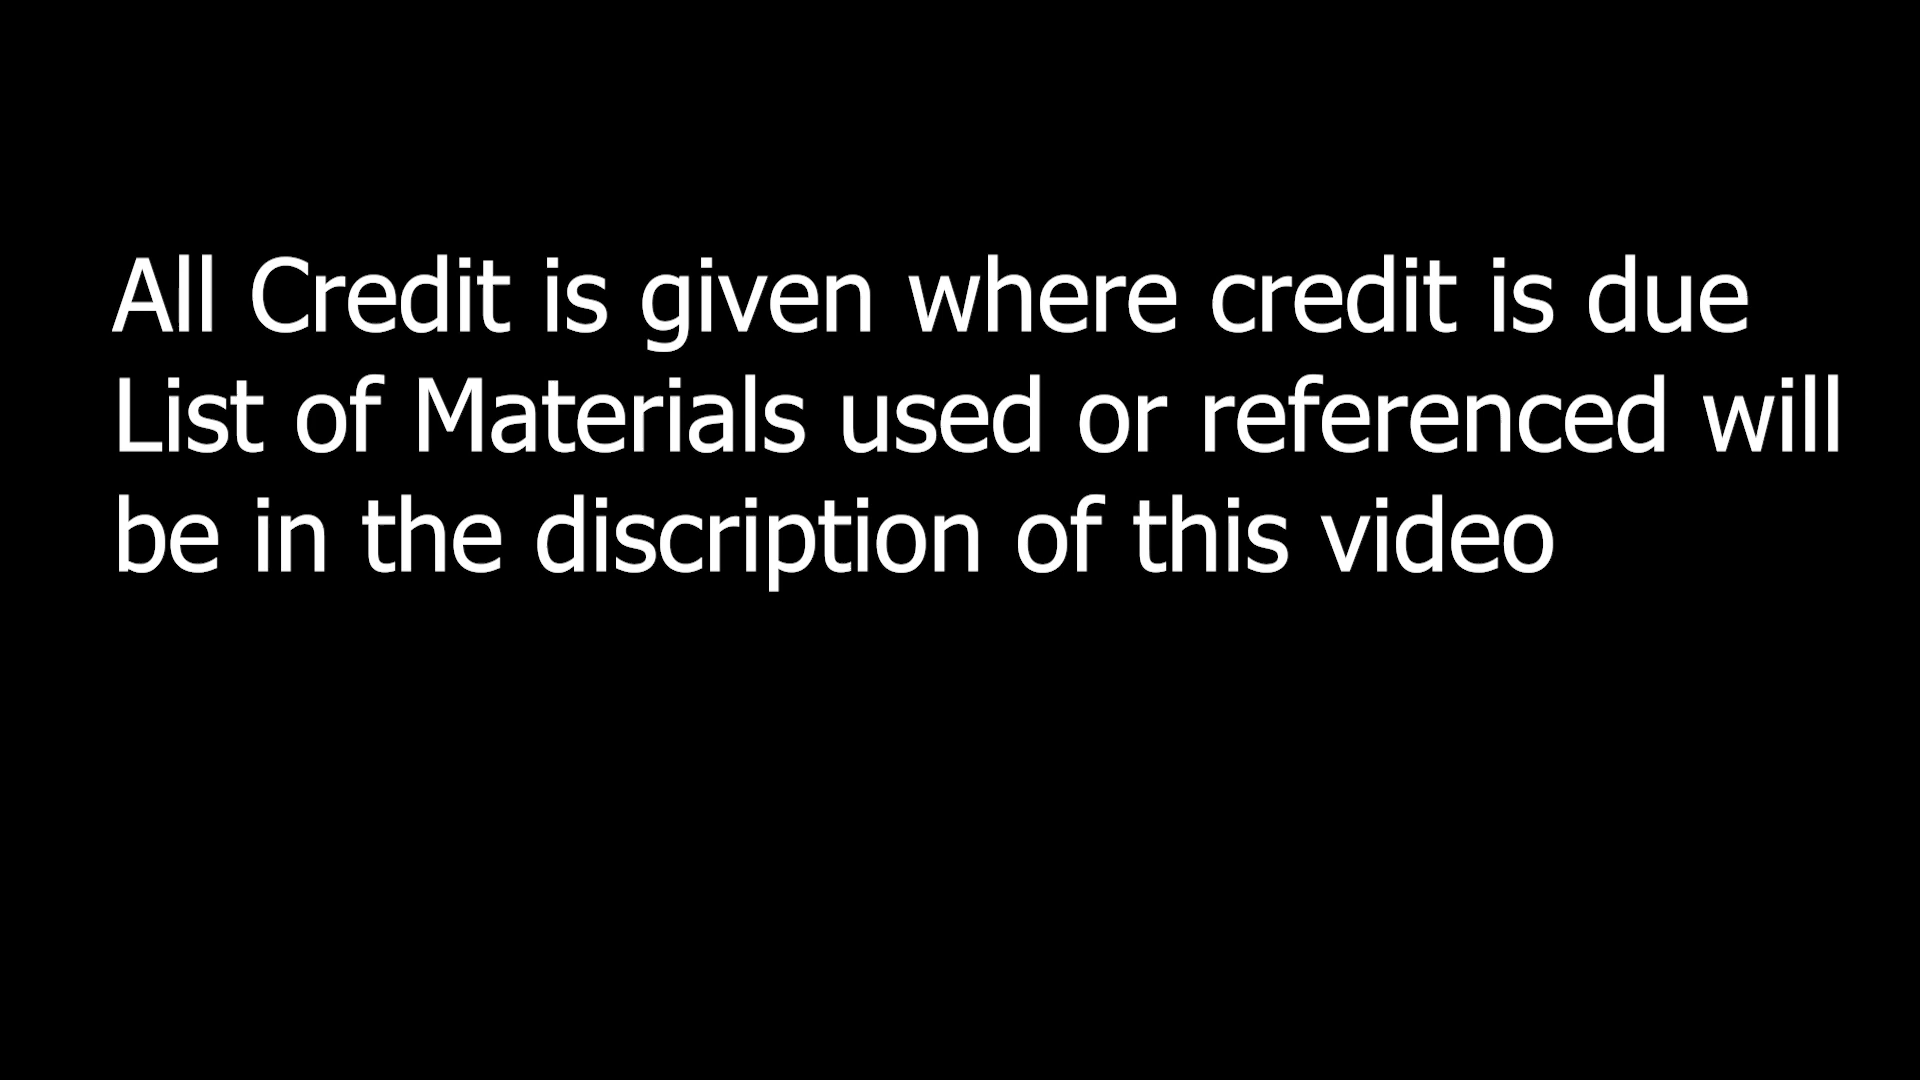 All Credit is given where credit is due
List of Materials used or referenced will
be in the discription of this video